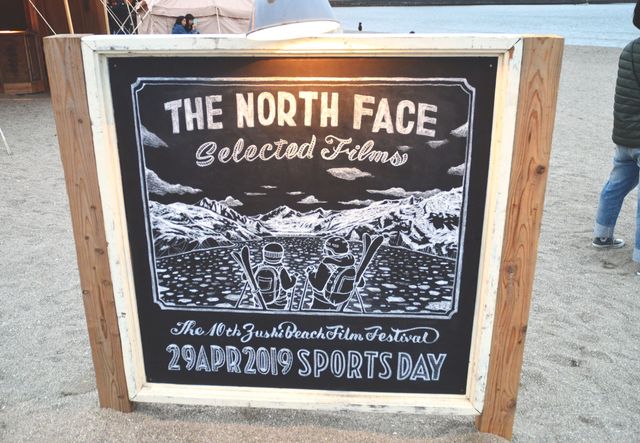 THE NORTH FACE
Selected Films
The 10th Zushi Beach Film Festival
29APR2019 SPORTS DAY